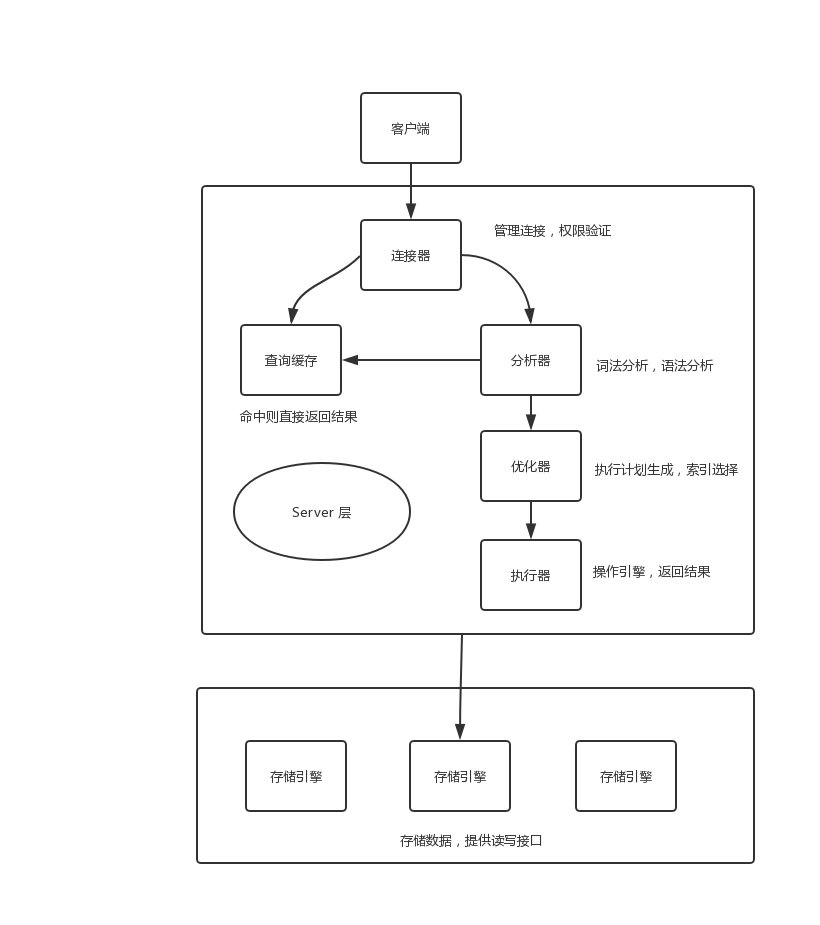 客户端
连接器
管理连接，权限验证
查询缓存
分析器
词法分析，语法分析
命中则直接返回结果
优化器
执行计划生成，索引选择
Server 层
执行器
操作引擎，返回结果
存储引擎
存储引擎
存储引擎
存储数据，提供读写接口